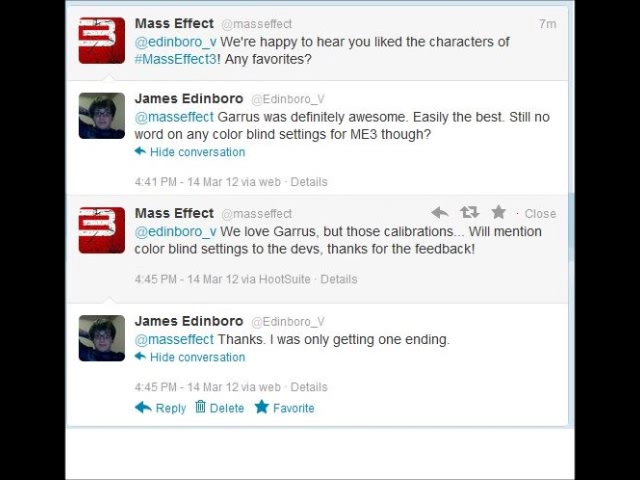 Mass Effect @masseffect 7m
@edinboro_v We're happy to hear you liked the characters of
#MassEffect3! Any favorites?
James Edinboro @Edinboro_V
@masseffect Garrus was definitely awesome. Easily the best. Still no
word on any color blind settings for ME3 though?
Hide conversation
4:41 PM - 14 Mar 12 via web · Details
Mass Effect @masseffect · Close
@edinboro_v We love Garrus, but those calibrations... Will mention
color blind settings to the devs, thanks for the feedback!
4:45 PM - 14 Mar 12 via HootSuite · Details
James Edinboro @Edinboro_V
@masseffect Thanks. I was only getting one ending.
Hide conversation
4:45 PM - 14 Mar 12 via web · Details
Reply Delete Favorite